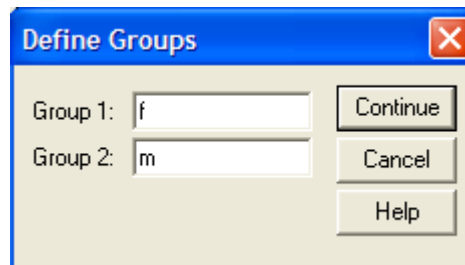 Define Groups
Group 1: f
Continue
Group 2: m
Cancel
Help